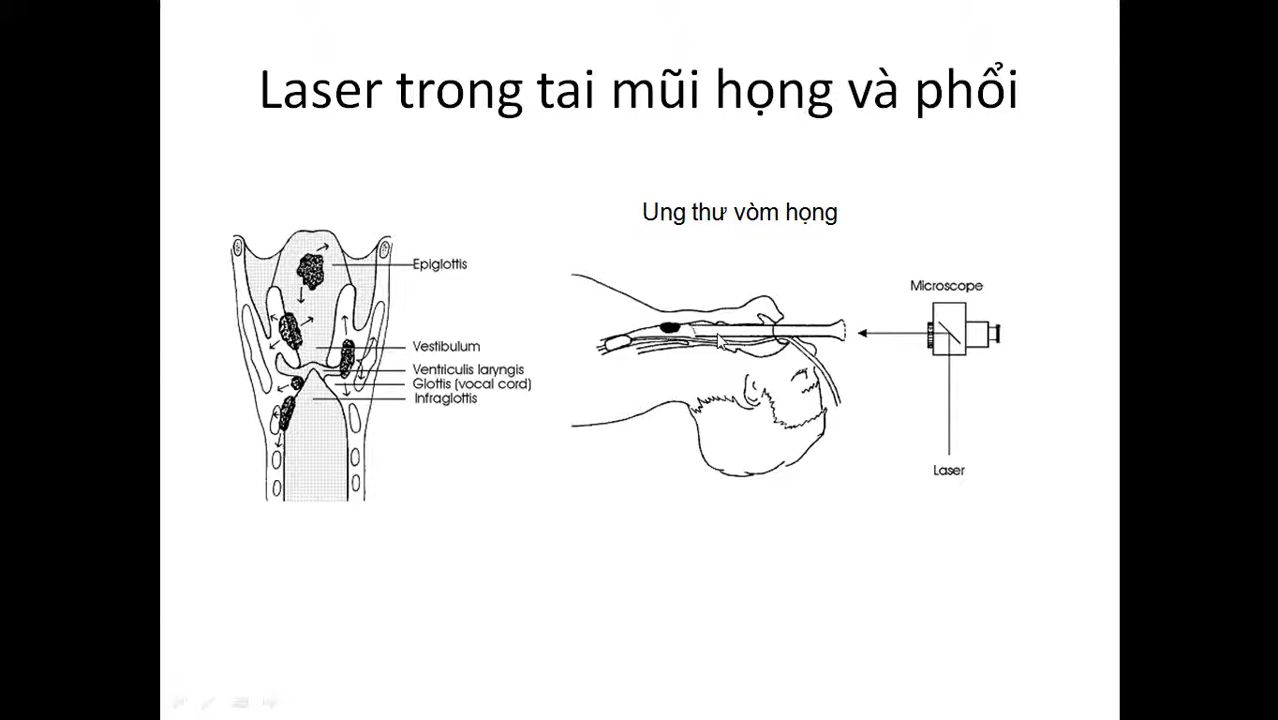 Laser trong tai mũi họng và phổi
Ung thư vòm họng
Epiglottis
Vestibulum
Ventriculis laryngis
Glottis (vocal cord)
Infraglottis
Microscope
Laser